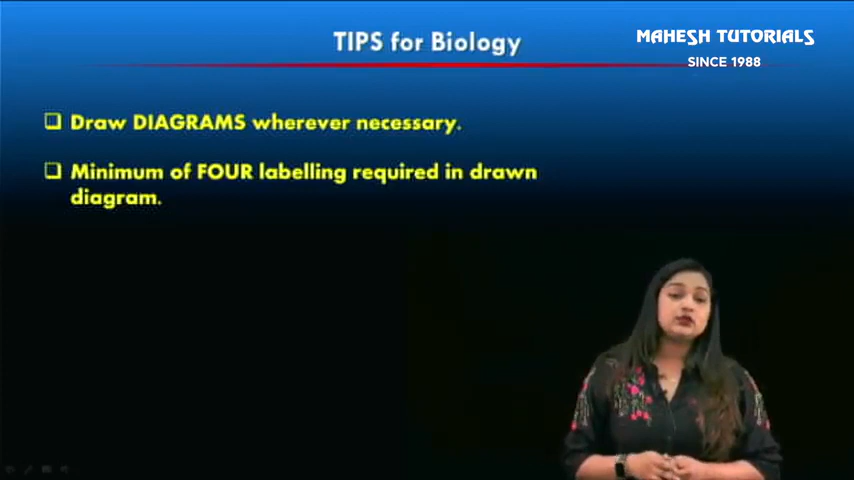 TIPS for Biology
MAHESH TUTORIALS
SINCE 1988
Draw DIAGRAMS wherever necessary.
Minimum of FOUR labelling required in drawn
diagram.